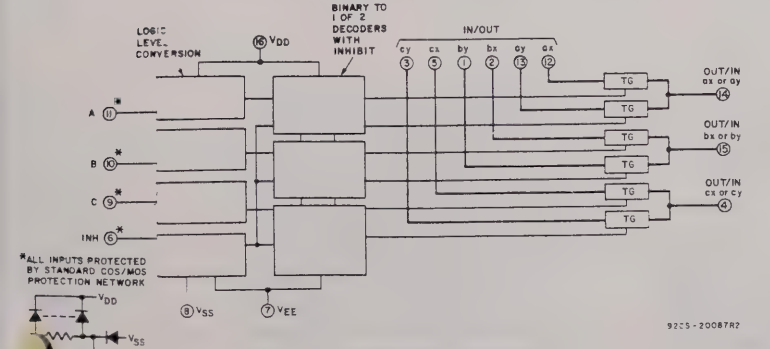 BINARY TO
1 OF 2
DECODERS
WITH
INHIBIT
LOGIC
LEVEL
CONVERSION
16 VDD
IN/OUT
cy cx by bx ay ax
3 5 1 2 13 12
A 11 *
B 10 *
C 9 *
INH 6 *
TG
TG
TG
TG
TG
TG
OUT/IN
ax or ay
14
OUT/IN
bx or by
15
OUT/IN
cx or cy
4
*ALL INPUTS PROTECTED
BY STANDARD COS/MOS
PROTECTION NETWORK
VDD
VSS
8 VSS
7 VEE
92CS-20087R2